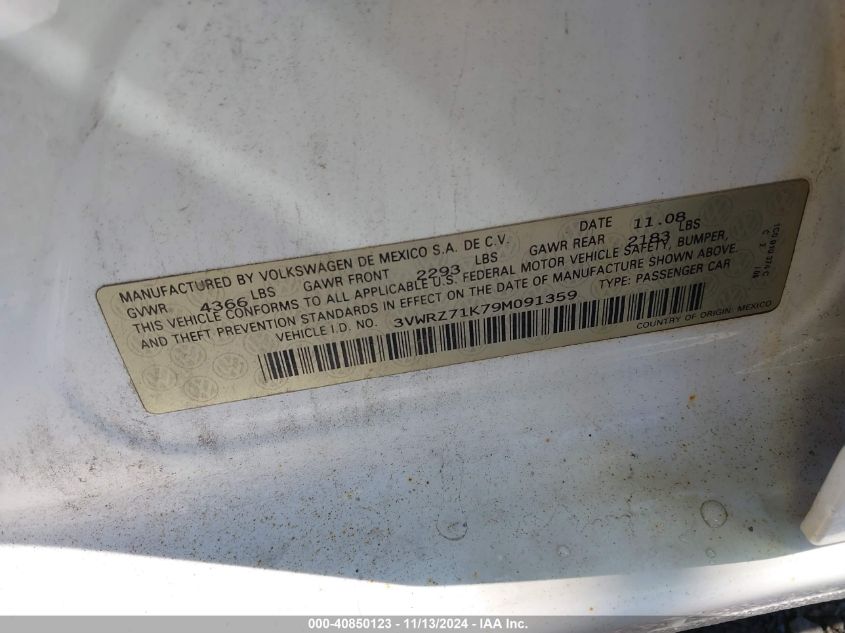 MANUFACTURED BY VOLKSWAGEN DE MEXICO S.A. DE C.V. DATE 11.08
GVWR 4366 LBS GAWR FRONT 2293 LBS GAWR REAR 2183 LBS
THIS VEHICLE CONFORMS TO ALL APPLICABLE U.S. FEDERAL MOTOR VEHICLE SAFETY, BUMPER,
AND THEFT PREVENTION STANDARDS IN EFFECT ON THE DATE OF MANUFACTURE SHOWN ABOVE.
VEHICLE I.D. NO. 3VWRZ71K79M091359 TYPE: PASSENGER CAR
COUNTRY OF ORIGIN: MEXICO
000-40850123 - 11/13/2024 - IAA Inc.